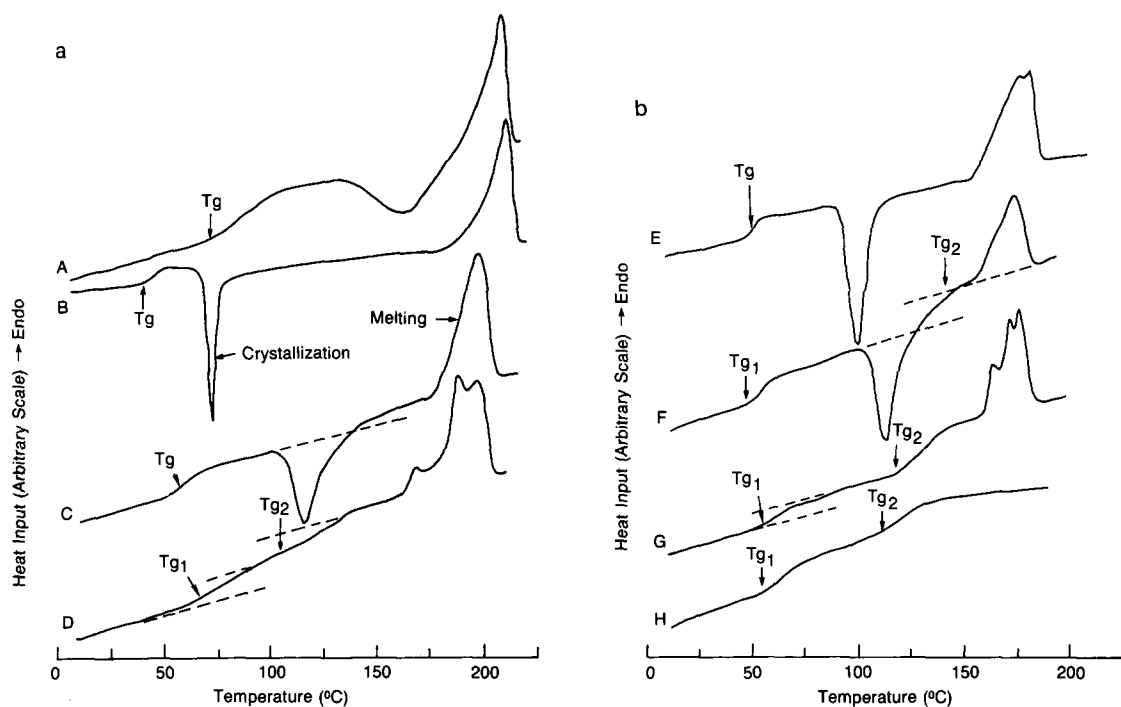 a
Tg
A
B
Tg
Crystallization
Melting
Tg
C
Tg2
Tg1
D
Heat Input (Arbitrary Scale) → Endo
0 50 100 150 200
Temperature (ºC)
b
Tg
E
Tg2
Tg1
F
Tg2
Tg1
G
Tg2
Tg1
H
Heat Input (Arbitrary Scale) → Endo
0 50 100 150 200
Temperature (ºC)